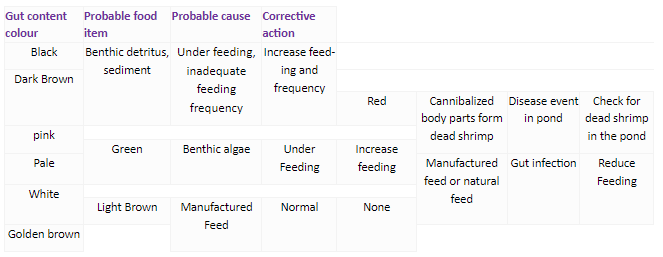 Gut content colour
Probable food item
Probable cause
Corrective action
Black
Benthic detritus, sediment
Under feeding, inadequate feeding frequency
Increase feed-
ing and frequency
Dark Brown
Red
Cannibalized body parts form dead shrimp
Disease event in pond
Check for dead shrimp in the pond
pink
Green
Benthic algae
Under Feeding
Increase feeding
Pale
Manufactured feed or natural feed
Gut infection
Reduce Feeding
White
Light Brown
Manufactured Feed
Normal
None
Golden brown